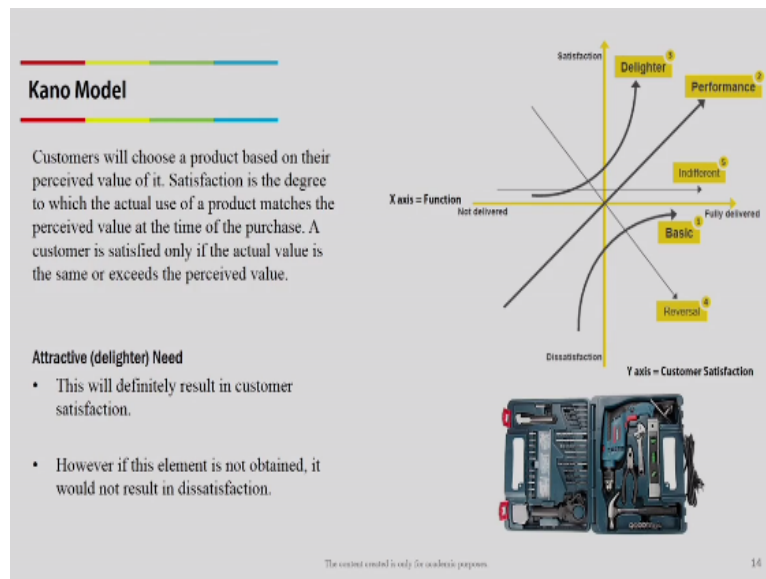 Kano Model
Customers will choose a product based on their
perceived value of it. Satisfaction is the degree
to which the actual use of a product matches the
perceived value at the time of the purchase. A
customer is satisfied only if the actual value is
the same or exceeds the perceived value.
Attractive (delighter) Need
• This will definitely result in customer
satisfaction.
• However if this element is not obtained, it
would not result in dissatisfaction.
Satisfaction
Delighter 3
Performance 2
Indifferent 5
X axis = Function
Not delivered
Fully delivered
Basic 1
Reversal 4
Dissatisfaction
Y axis = Customer Satisfaction
The content created is only for academic purposes
14